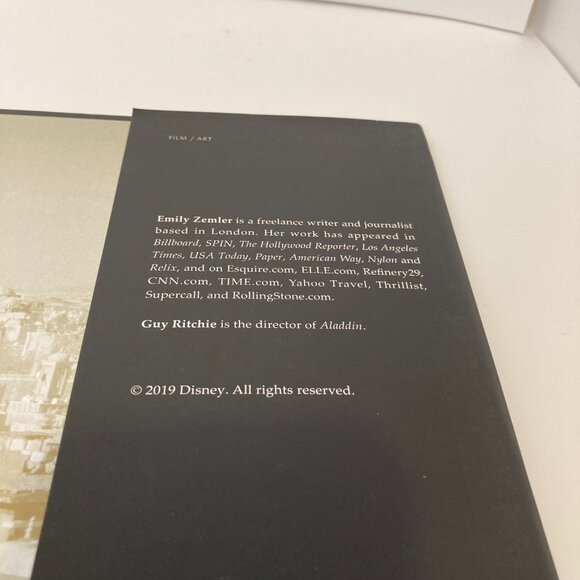 FILM / ART
Emily Zemler is a freelance writer and journalist
based in London. Her work has appeared in
Billboard, SPIN, The Hollywood Reporter, Los Angeles
Times, USA Today, Paper, American Way, Nylon and
Relix, and on Esquire.com, ELLE.com, Refinery29,
CNN.com, TIME.com, Yahoo Travel, Thrillist,
Supercall, and RollingStone.com.
Guy Ritchie is the director of Aladdin.
© 2019 Disney. All rights reserved.